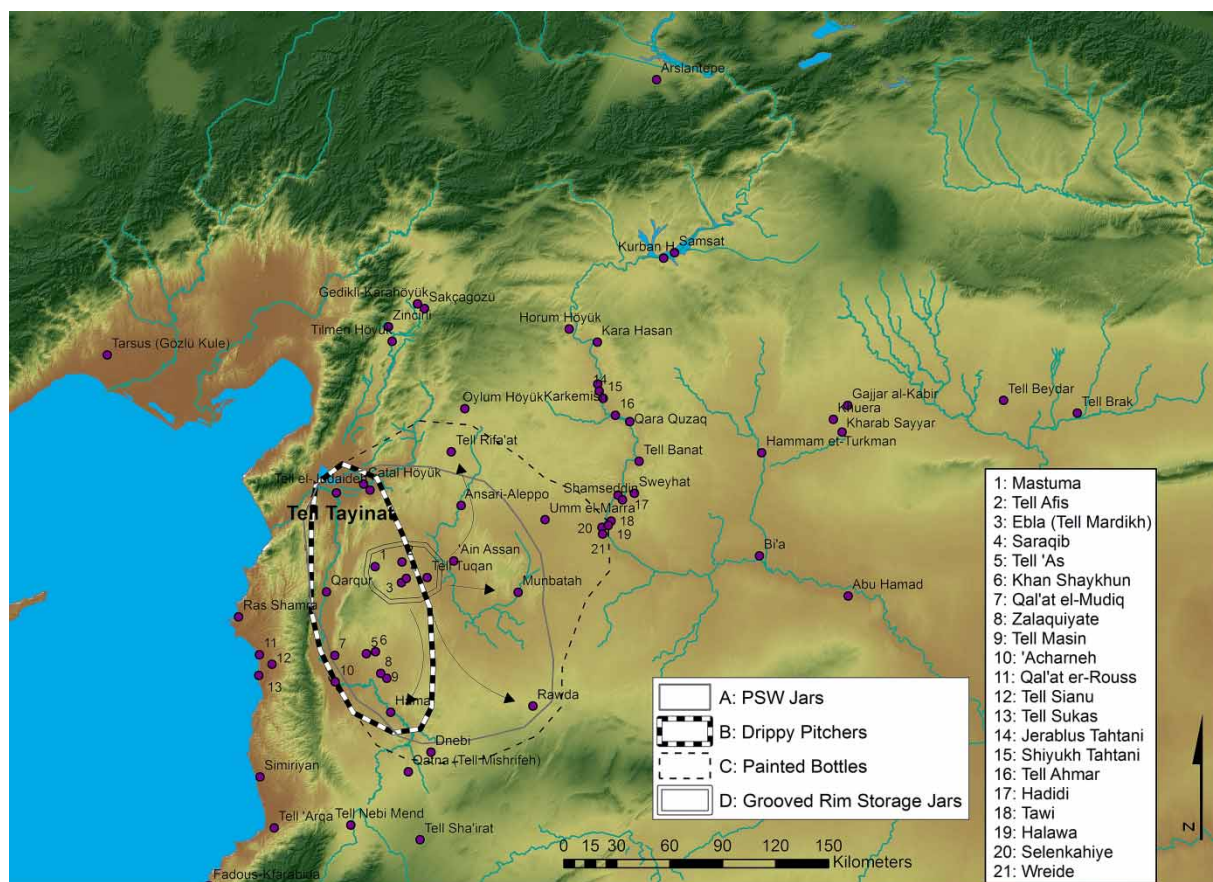 Arslantepe
Kurban H.
Samsat
Gedikli-Karahöyük
Sakçagözü
Zincirli
Tilmen Höyük
Horum Höyük
Kara Hasan
Tarsus (Gözlü Kule)
14
15
Oylum Höyük
Karkemish
16
Qara Quzaq
Gajjar al-Kabir
Khuera
Kharab Sayyar
Tell Beydar
Tell Brak
Tell Rifa'at
Tell Banat
Hammam et-Turkman
Tell el-Judaideh
Catal Höyük
Tell Tayinat
Ansari-Aleppo
Shamseddin
Sweyhat
17
Umm el-Marra
18
20
19
21
'Ain Assan
Bi'a
1
3
Tell Tuqan
Qarqur
Munbatah
Abu Hamad
Ras Shamra
11
12
13
7
5
6
8
10
9
Hama
Rawda
Dnebi
Qatna (Tell Mishrifeh)
Simiriyan
Tell 'Arqa
Tell Nebi Mend
Tell Sha'irat
Fadous-Kfarabida
A: PSW Jars
B: Drippy Pitchers
C: Painted Bottles
D: Grooved Rim Storage Jars
0 15 30 60 90 120 150
Kilometers
N
1: Mastuma
2: Tell Afis
3: Ebla (Tell Mardikh)
4: Saraqib
5: Tell 'As
6: Khan Shaykhun
7: Qal'at el-Mudiq
8: Zalaquiyate
9: Tell Masin
10: 'Acharneh
11: Qal'at er-Rouss
12: Tell Sianu
13: Tell Sukas
14: Jerablus Tahtani
15: Shiyukh Tahtani
16: Tell Ahmar
17: Hadidi
18: Tawi
19: Halawa
20: Selenkahiye
21: Wreide